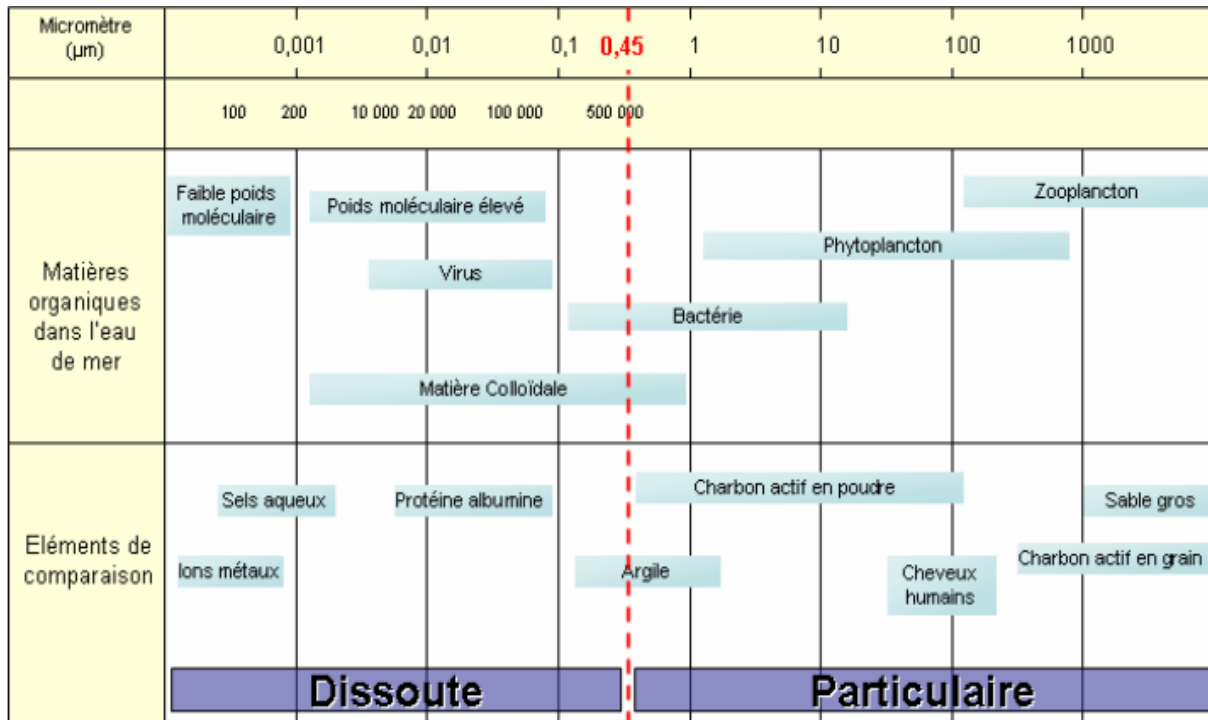 Micromètre
(µm)
0,001 0,01 0,1 0,45 1 10 100 1000
100 200 10 000 20 000 100 000 500 000
Matières
organiques
dans l'eau
de mer
Faible poids
moléculaire
Poids moléculaire élevé
Zooplancton
Phytoplancton
Virus
Bactérie
Matière Colloïdale
Eléments de
comparaison
Sels aqueux
Protéine albumine
Charbon actif en poudre
Sable gros
Ions métaux
Argile
Cheveux
humains
Charbon actif en grain
Dissoute
Particulaire